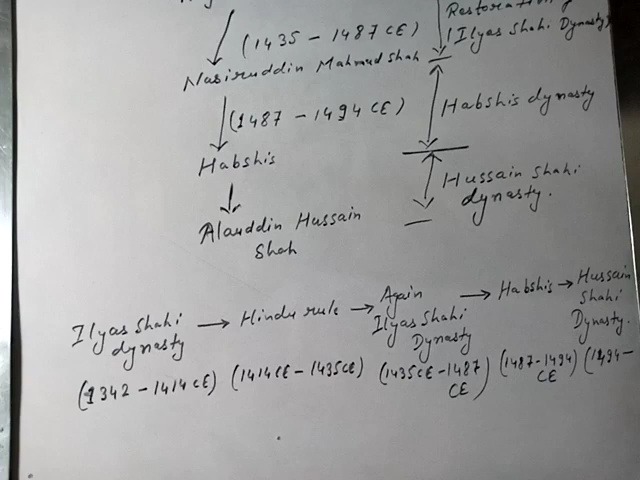 Restoration of
(1435 - 1487 CE)
(Ilyas Shahi Dynasty)
Nasiruddin Mahmud Shah
(1487 - 1494 CE)
Habshis dynasty
Habshis
Hussain Shahi
dynasty.
Alauddin Hussain
Shah
Ilyas Shahi
dynasty
(1342 - 1414 CE)
Hindu rule
(1414 CE - 1435 CE)
Again
Ilyas Shahi
Dynasty
(1435 CE - 1487
CE)
Habshis
(1487 - 1494)
CE
Hussain
Shahi
Dynasty.
(1494 -